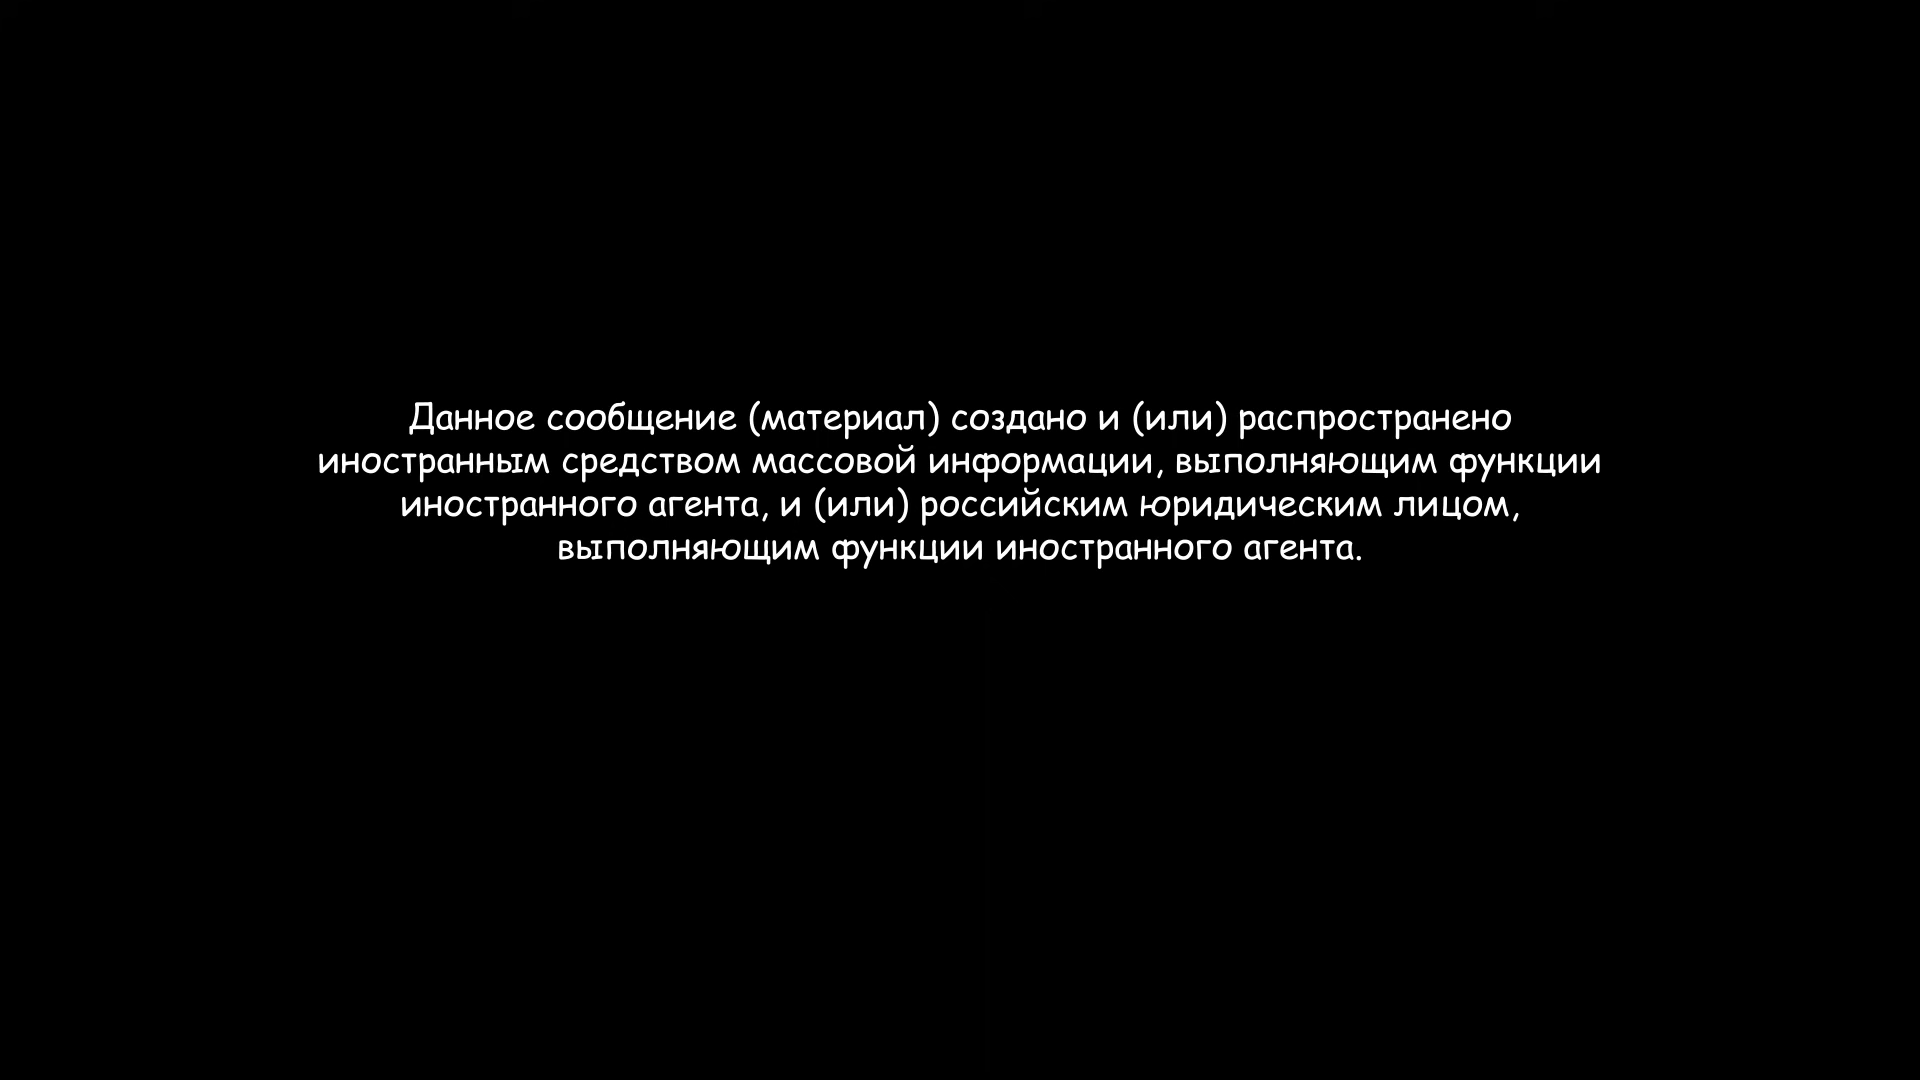 Данное сообщение (материал) создано и (или) распространено
иностранным средством массовой информации, выполняющим функции
иностранного агента, и (или) российским юридическим лицом,
выполняющим функции иностранного агента.